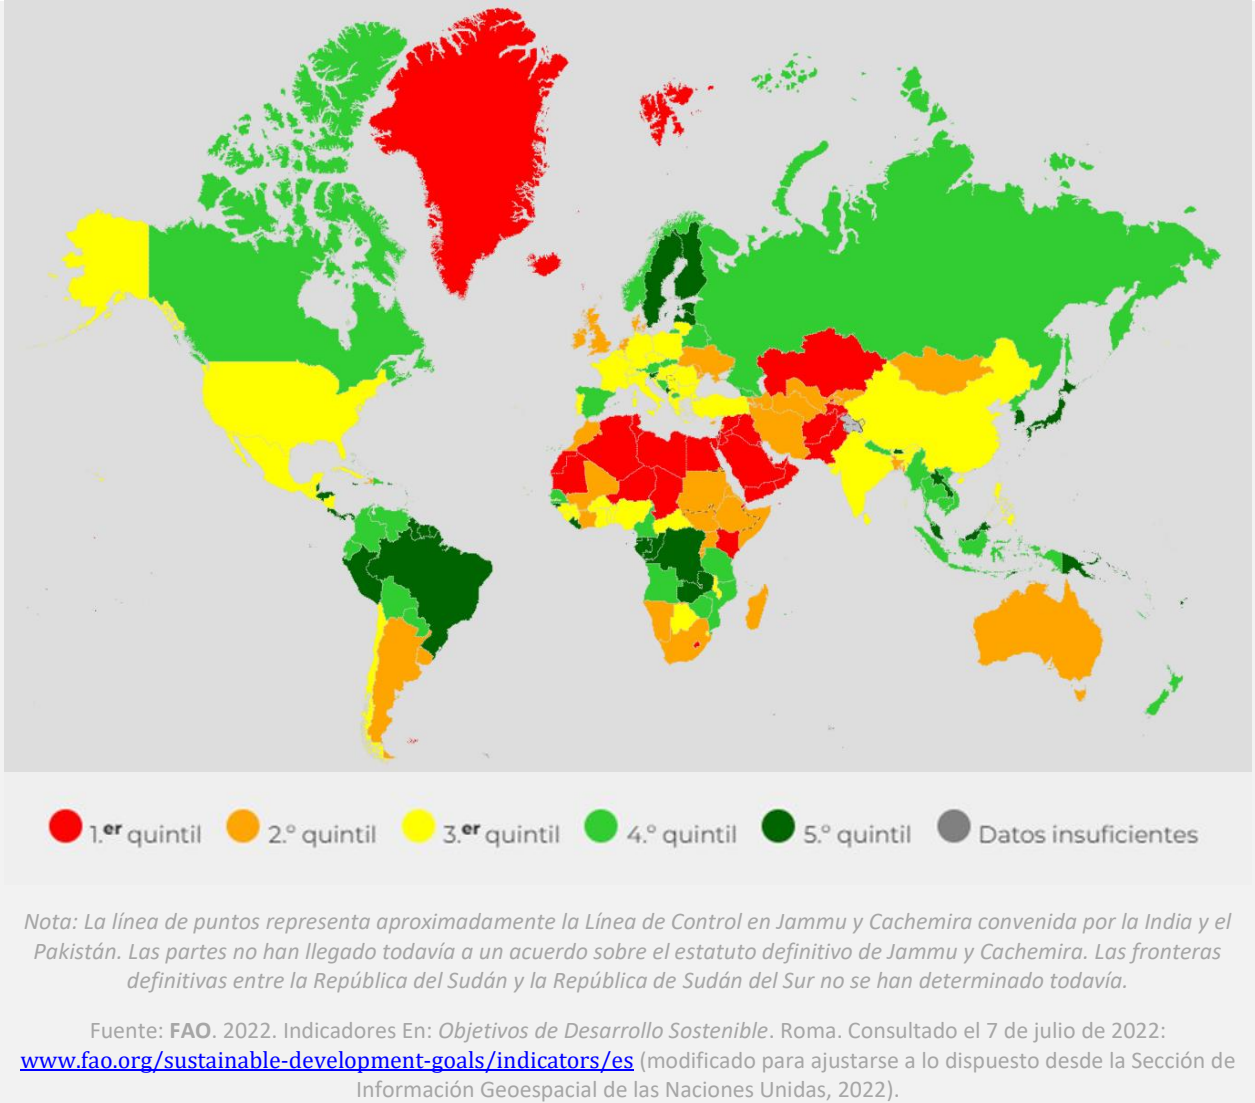 1.er quintil 2.º quintil 3.er quintil 4.º quintil 5.º quintil Datos insuficientes
Nota: La línea de puntos representa aproximadamente la Línea de Control en Jammu y Cachemira convenida por la India y el
Pakistán. Las partes no han llegado todavía a un acuerdo sobre el estatuto definitivo de Jammu y Cachemira. Las fronteras
definitivas entre la República del Sudán y la República de Sudán del Sur no se han determinado todavía.
Fuente: FAO. 2022. Indicadores En: Objetivos de Desarrollo Sostenible. Roma. Consultado el 7 de julio de 2022:
www.fao.org/sustainable-development-goals/indicators/es (modificado para ajustarse a lo dispuesto desde la Sección de
Información Geoespacial de las Naciones Unidas, 2022).